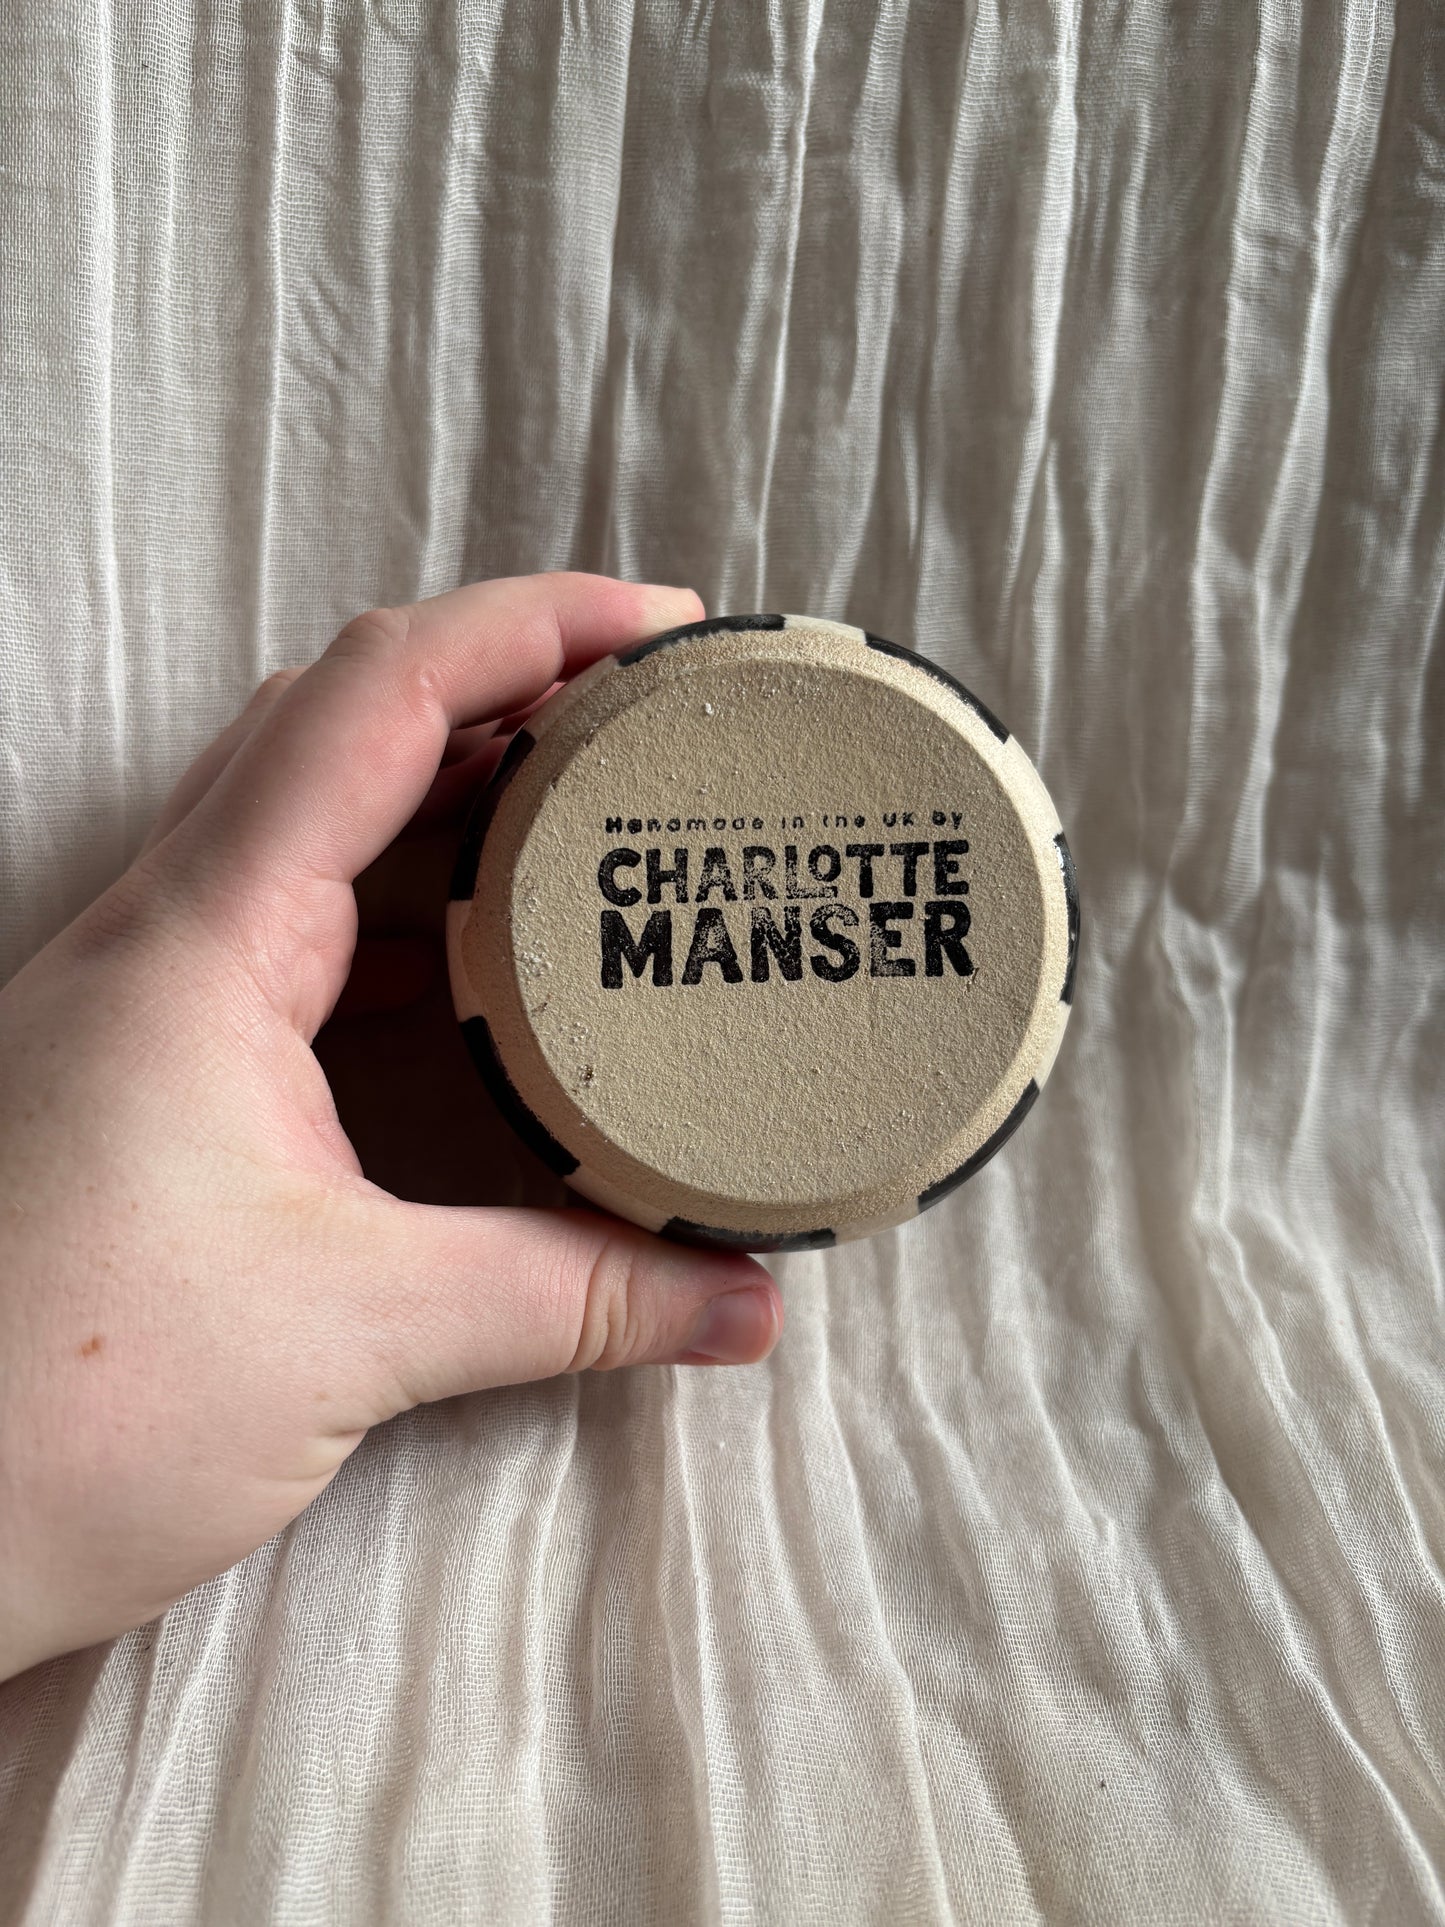 Handmade in the UK by
CHARLOTTE
MANSER